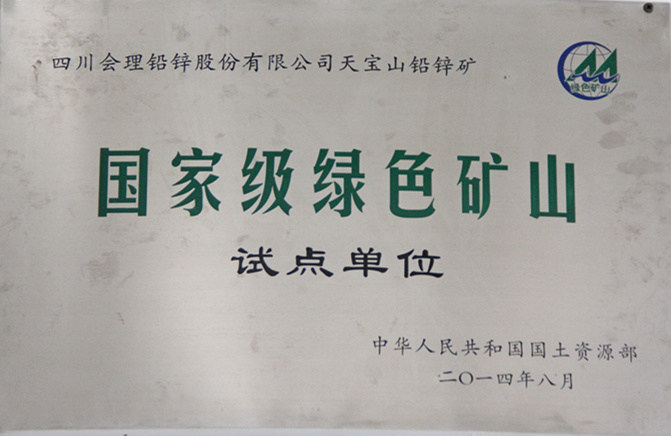 四川会理铅锌股份有限公司天宝山铅锌矿
绿色矿山
国家级绿色矿山
试点单位
中华人民共和国国土资源部
二〇一四年八月